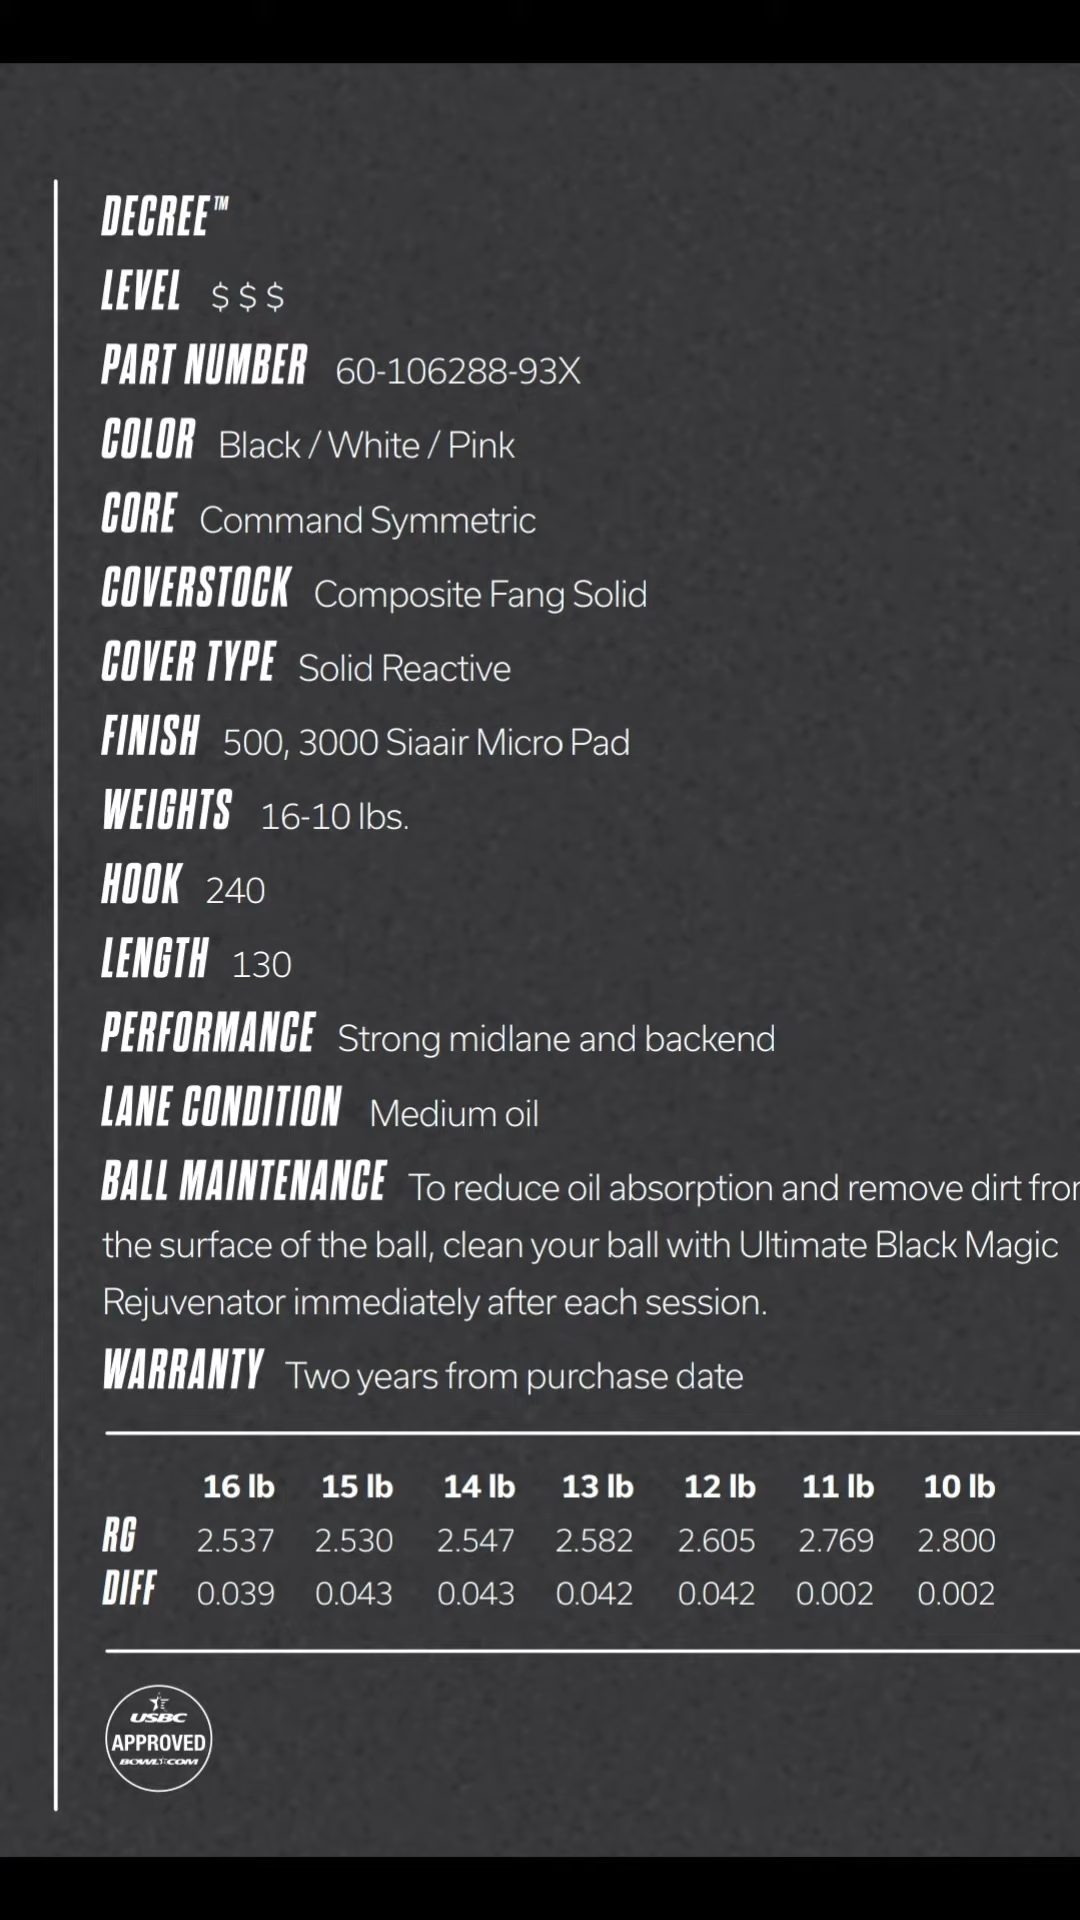 DECREE™
LEVEL $ $ $
PART NUMBER 60-106288-93X
COLOR Black / White / Pink
CORE Command Symmetric
COVERSTOCK Composite Fang Solid
COVER TYPE Solid Reactive
FINISH 500, 3000 Siaair Micro Pad
WEIGHTS 16-10 lbs.
HOOK 240
LENGTH 130
PERFORMANCE Strong midlane and backend
LANE CONDITION Medium oil
BALL MAINTENANCE To reduce oil absorption and remove dirt
the surface of the ball, clean your ball with Ultimate Black Magic
Rejuvenator immediately after each session.
WARRANTY Two years from purchase date
16 lb 15 lb 14 lb 13 lb 12 lb 11 lb 10 lb
RG 2.537 2.530 2.547 2.582 2.605 2.769 2.800
DIFF 0.039 0.043 0.043 0.042 0.042 0.002 0.002
USBC
APPROVED
BOWL.COM